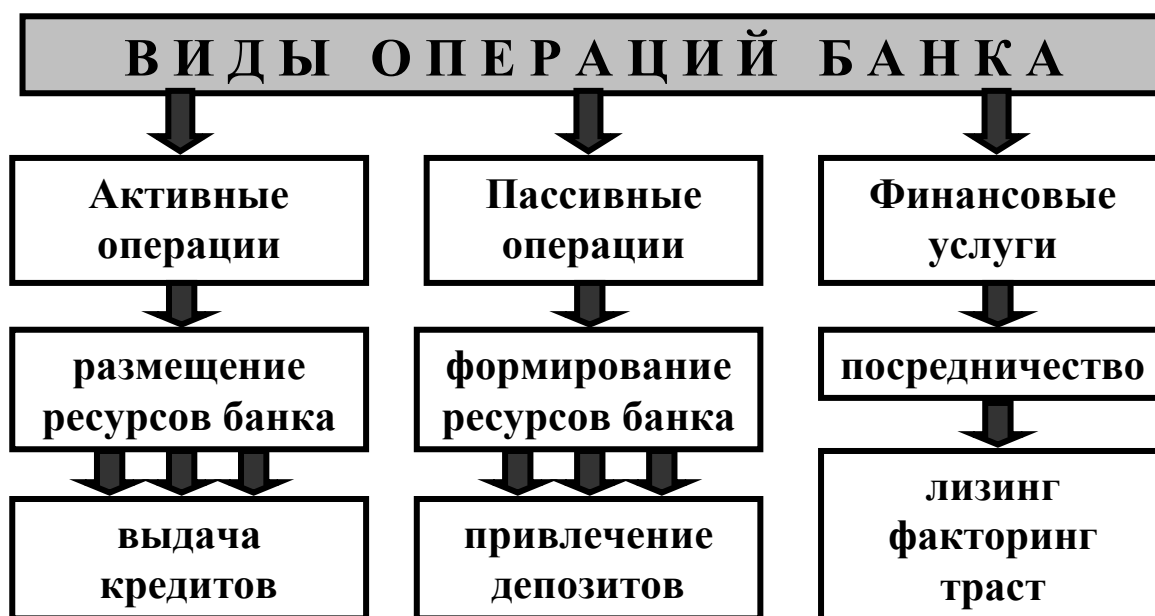 ВИДЫ ОПЕРАЦИЙ БАНКА
Активные
операции
Пассивные
операции
Финансовые
услуги
размещение
ресурсов банка
формирование
ресурсов банка
посредничество
выдача
кредитов
привлечение
депозитов
лизинг
факторинг
траст